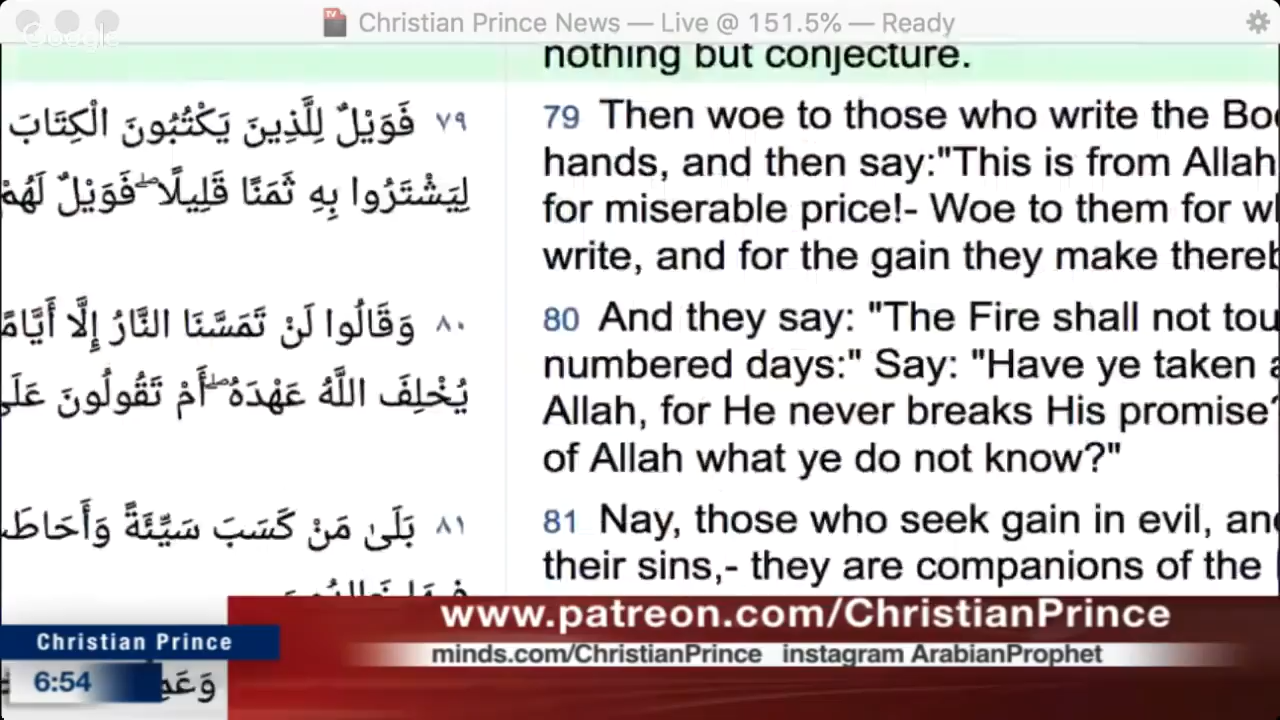 Christian Prince News — Live @ 151.5% — Ready
Google
nothing but conjecture.
٧٩ فَوَيْلٌ لِلَّذِينَ يَكْتُبُونَ الْكِتَابَ
لِيَشْتَرُوا بِهِ ثَمَنًا قَلِيلًا ۖ فَوَيْلٌ لَهُمْ
79 Then woe to those who write the Boo
hands, and then say:"This is from Allah
for miserable price!- Woe to them for w
write, and for the gain they make thereb
٨٠ وَقَالُوا لَنْ تَمَسَّنَا النَّارُ إِلَّا أَيَّامًا
يُخْلِفَ اللَّهُ عَهْدَهُ ۖ أَمْ تَقُولُونَ عَلَى
80 And they say: "The Fire shall not tou
numbered days:" Say: "Have ye taken a
Allah, for He never breaks His promise?
of Allah what ye do not know?"
٨١ بَلَىٰ مَنْ كَسَبَ سَيِّئَةً وَأَحَاطَتْ
81 Nay, those who seek gain in evil, and
their sins,- they are companions of the
www.patreon.com/ChristianPrince
minds.com/ChristianPrince instagram ArabianProphet
Christian Prince
6:54